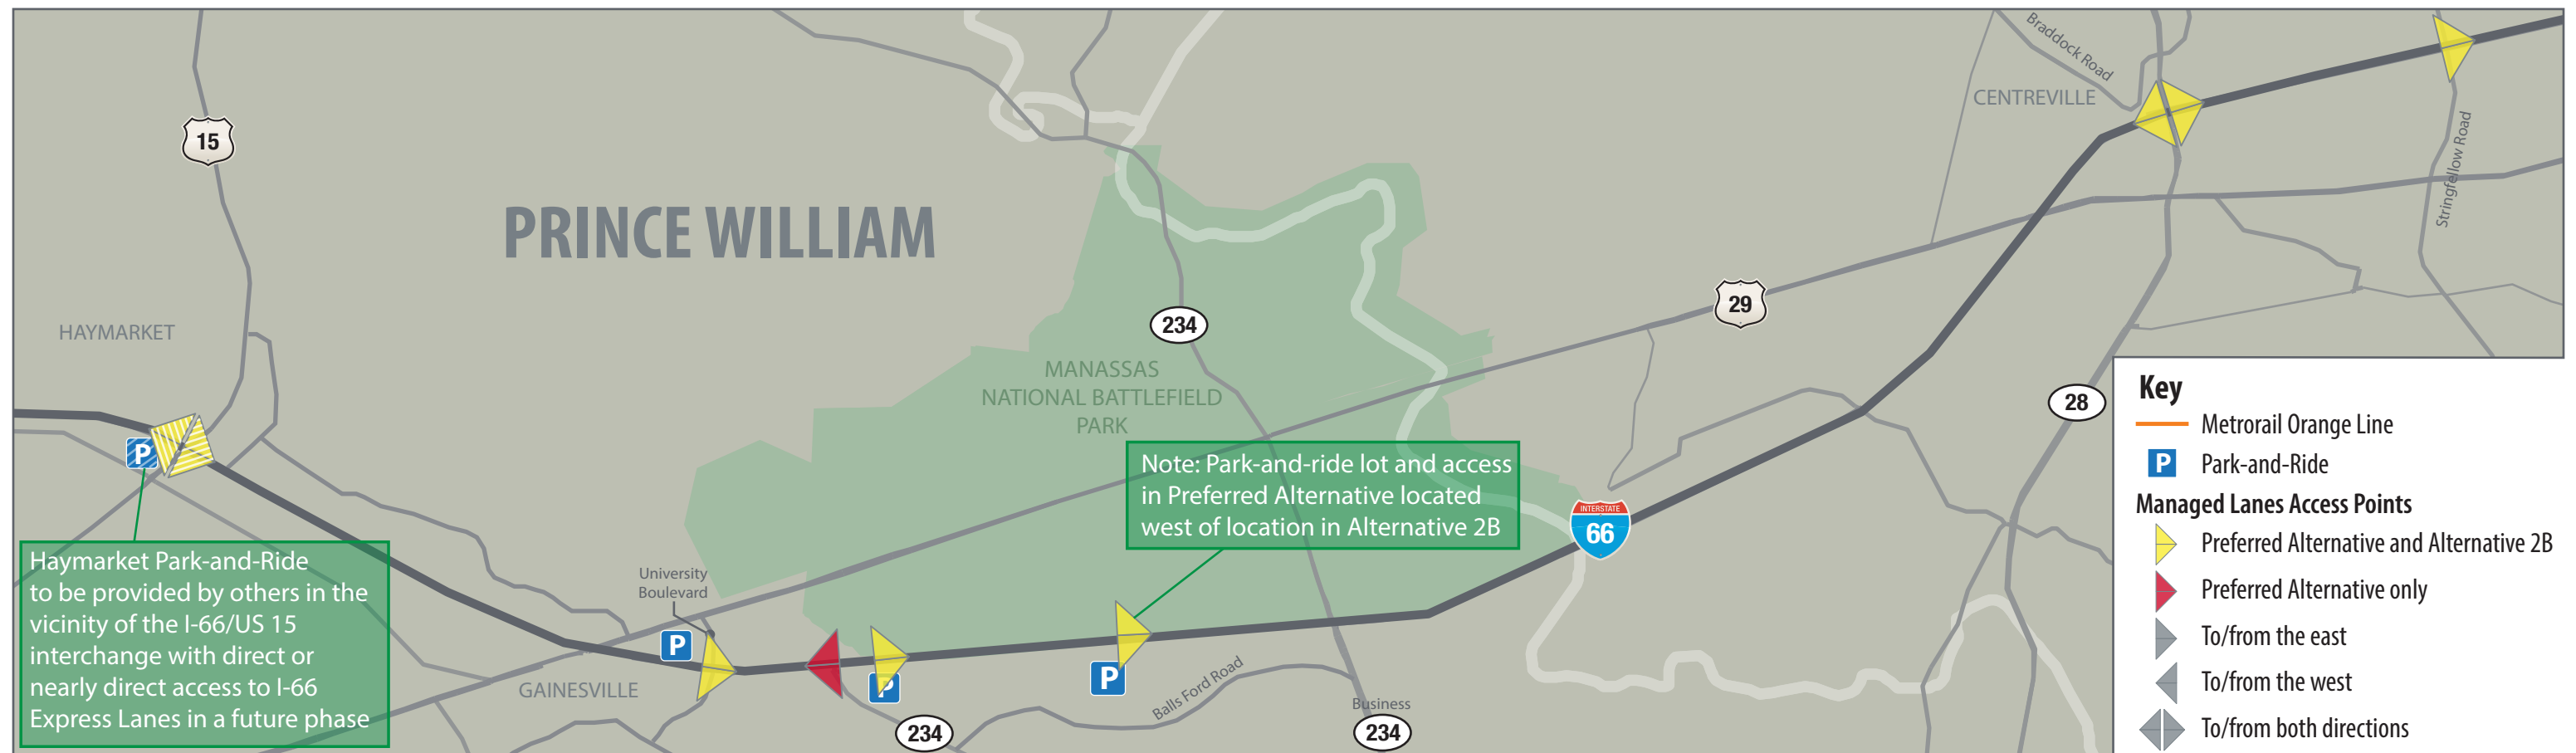 Braddock Road
CENTREVILLE
15
PRINCE WILLIAM
Stringfellow Road
29
HAYMARKET
234
MANASSAS
NATIONAL BATTLEFIELD
PARK
28
P
Note: Park-and-ride lot and access
in Preferred Alternative located
west of location in Alternative 2B
INTERSTATE
66
Haymarket Park-and-Ride
to be provided by others in the
vicinity of the I-66/US 15
interchange with direct or
nearly direct access to I-66
Express Lanes in a future phase
University
Boulevard
P
GAINESVILLE
P
P
Balls Ford Road
234
Business
234
Key
Metrorail Orange Line
P Park-and-Ride
Managed Lanes Access Points
Preferred Alternative and Alternative 2B
Preferred Alternative only
To/from the east
To/from the west
To/from both directions